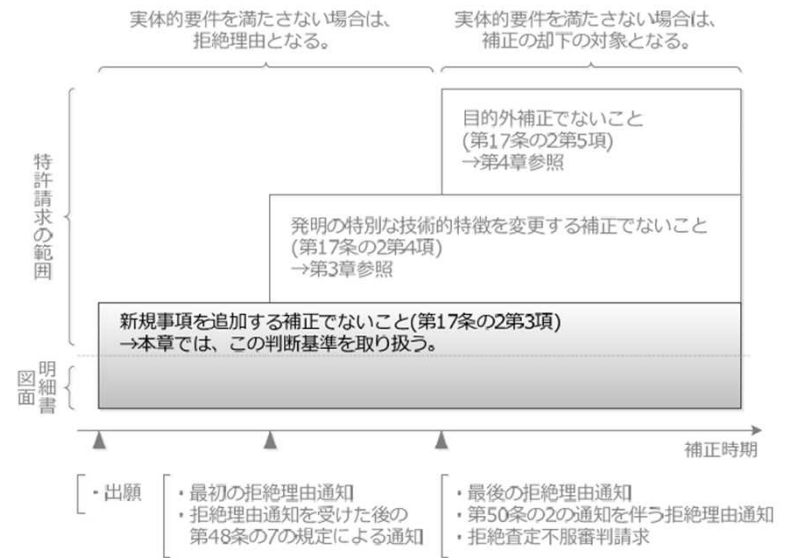 実体的要件を満たさない場合は、
拒絶理由となる。
実体的要件を満たさない場合は、
補正の却下の対象となる。
目的外補正でないこと
(第17条の2第5項)
→第4章参照
発明の特別な技術的特徴を変更する補正でないこと
(第17条の2第4項)
→第3章参照
新規事項を追加する補正でないこと(第17条の2第3項)
→本章では、この判断基準を取り扱う。
特許請求の範囲
明細書
図面
補正時期
・出願
・最初の拒絶理由通知
・拒絶理由通知を受けた後の
第48条の7の規定による通知
・最後の拒絶理由通知
・第50条の2の通知を伴う拒絶理由通知
・拒絶査定不服審判請求